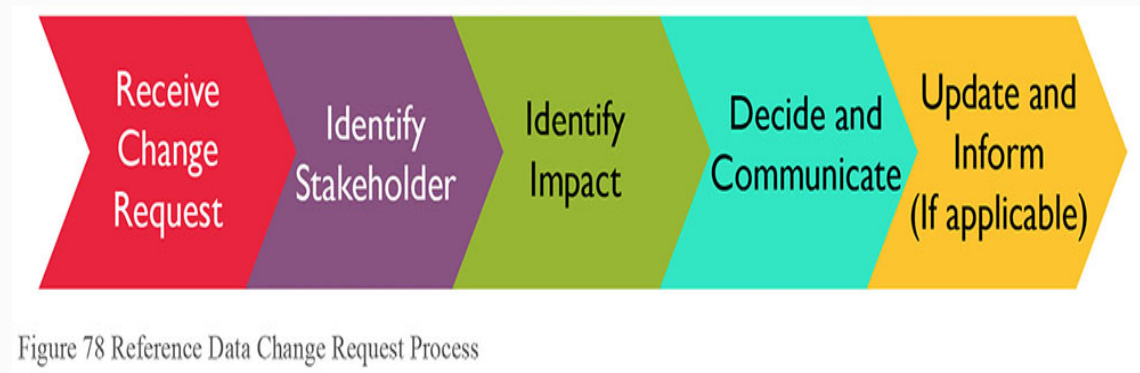 Receive
Change
Request
Identify
Stakeholder
Identify
Impact
Decide and
Communicate
Update and
Inform
(If applicable)
Figure 78 Reference Data Change Request Process